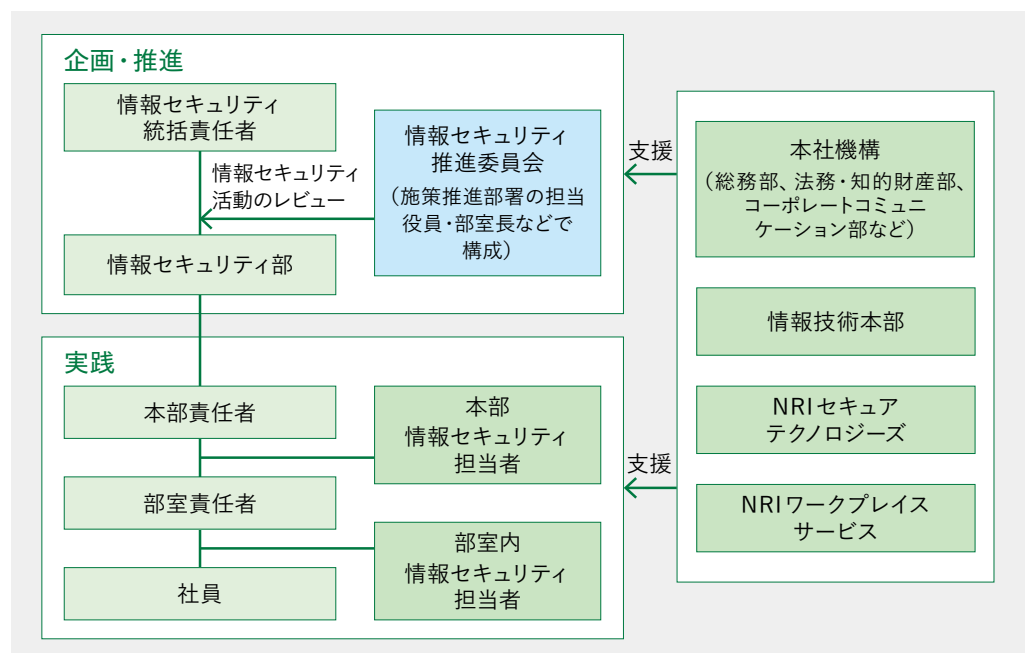 企画・推進
情報セキュリティ
統括責任者
情報セキュリティ
活動のレビュー
情報セキュリティ
推進委員会
（施策推進部署の担当
役員・部室長などで
構成）
情報セキュリティ部
実践
本部責任者
本部
情報セキュリティ
担当者
部室責任者
部室内
情報セキュリティ
担当者
社員
支援
支援
本社機構
（総務部、法務・知的財産部、
コーポレートコミュニ
ケーション部など）
情報技術本部
NRIセキュア
テクノロジーズ
NRIワークプレイス
サービス